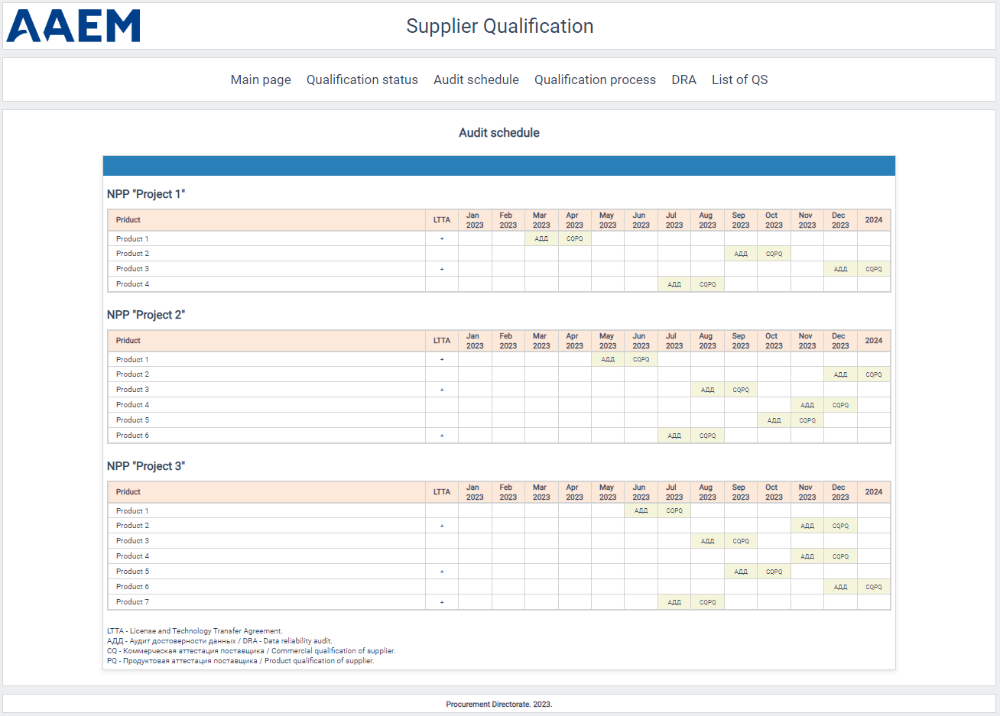 AAEM
Supplier Qualification
Main page Qualification status Audit schedule Qualification process DRA List of QS
Audit schedule
NPP "Project 1"
Priduct LTTA Jan 2023 Feb 2023 Mar 2023 Apr 2023 May 2023 Jun 2023 Jul 2023 Aug 2023 Sep 2023 Oct 2023 Nov 2023 Dec 2023 2024
Product 1 + АДД CQPQ
Product 2 АДД CQPQ
Product 3 + АДД CQPQ
Product 4 АДД CQPQ
NPP "Project 2"
Priduct LTTA Jan 2023 Feb 2023 Mar 2023 Apr 2023 May 2023 Jun 2023 Jul 2023 Aug 2023 Sep 2023 Oct 2023 Nov 2023 Dec 2023 2024
Product 1 + АДД CQPQ
Product 2 АДД CQPQ
Product 3 + АДД CQPQ
Product 4 АДД CQPQ
Product 5 АДД CQPQ
Product 6 + АДД CQPQ
NPP "Project 3"
Priduct LTTA Jan 2023 Feb 2023 Mar 2023 Apr 2023 May 2023 Jun 2023 Jul 2023 Aug 2023 Sep 2023 Oct 2023 Nov 2023 Dec 2023 2024
Product 1 АДД CQPQ
Product 2 + АДД CQPQ
Product 3 АДД CQPQ
Product 4 АДД CQPQ
Product 5 + АДД CQPQ
Product 6 АДД CQPQ
Product 7 + АДД CQPQ
LTTA - License and Technology Transfer Agreement.
АДД - Аудит достоверности данных / DRA - Data reliability audit.
CQ - Коммерческая аттестация поставщика / Commercial qualification of supplier.
PQ - Продуктовая аттестация поставщика / Product qualification of supplier.
Procurement Directorate. 2023.